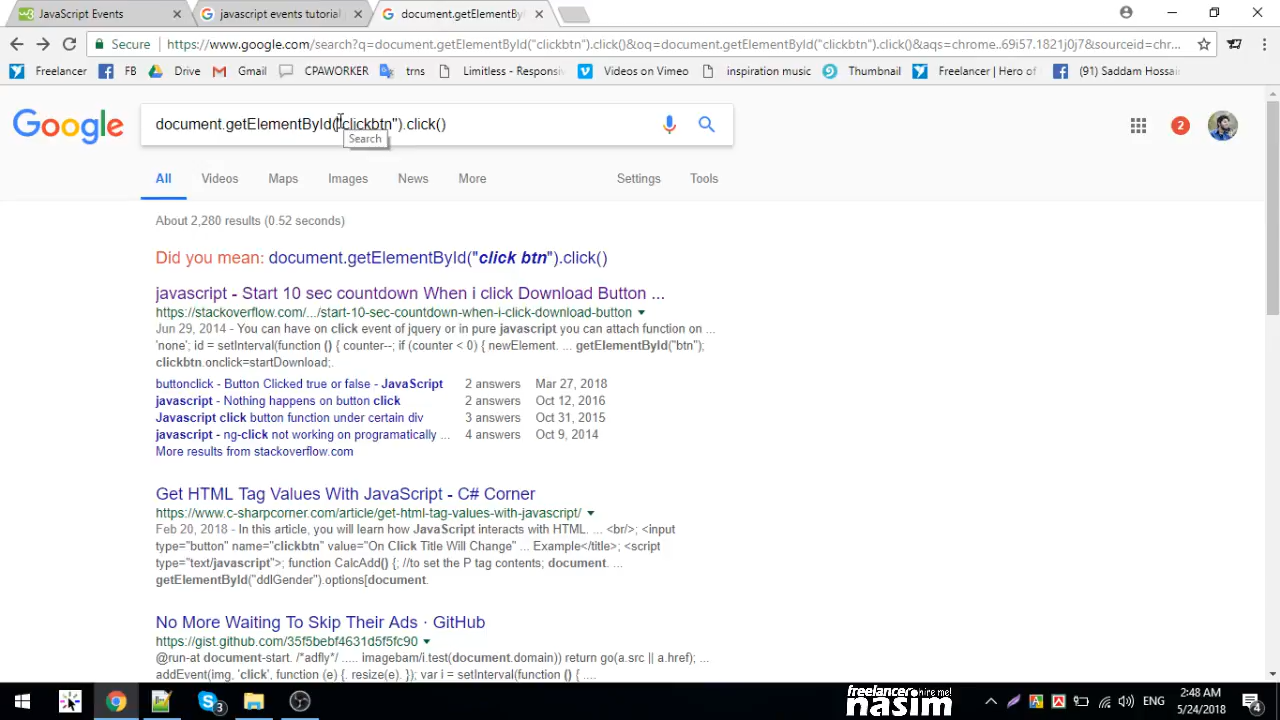 JavaScript Events
javascript events tutorial
document.getElementBy
Secure
https://www.google.com/search?q=document.getElementById("clickbtn").click()&oq=document.getElementById("clickbtn").click()&aqs=chrome..69i57.1821j0j7&sourceid=chr...
Freelancer
FB
Drive
Gmail
CPAWORKER
trns
Limitless - Responsi
Videos on Vimeo
inspiration music
Thumbnail
Freelancer | Hero of
(91) Saddam Hossai
Google
document.getElementById("clickbtn").click()
Search
2
All
Videos
Maps
Images
News
More
Settings
Tools
About 2,280 results (0.52 seconds)
Did you mean: document.getElementById("click btn").click()
javascript - Start 10 sec countdown When i click Download Button ...
https://stackoverflow.com/.../start-10-sec-countdown-when-i-click-download-button
Jun 29, 2014 - You can have on click event of jquery or in pure javascript you can attach function on ...
'none'; id = setInterval(function () { counter--; if (counter < 0) { newElement. ... getElementById("btn");
clickbtn.onclick=startDownload;.
buttonclick - Button Clicked true or false - JavaScript 2 answers Mar 27, 2018
javascript - Nothing happens on button click 2 answers Oct 12, 2016
Javascript click button function under certain div 3 answers Oct 31, 2015
javascript - ng-click not working on programatically ... 4 answers Oct 9, 2014
More results from stackoverflow.com
Get HTML Tag Values With JavaScript - C# Corner
https://www.c-sharpcorner.com/article/get-html-tag-values-with-javascript/
Feb 20, 2018 - In this article, you will learn how JavaScript interacts with HTML. ... <br/>; <input
type="button" name="clickbtn" value="On Click Title Will Change" ... Example</title>; <script
type="text/javascript">; function CalcAdd() {; //to set the P tag contents; document. ...
getElementById("ddlGender").options[document.
No More Waiting To Skip Their Ads · GitHub
https://gist.github.com/35f5bebf4631d5f5fc90
@run-at document-start. /*adfly*/ ..... imagebam/i.test(document.domain)) return go(a.src || a.href); ...
addEvent(img, 'click', function (e) {. resize(e). }); var i = setInterval(function () { ....
3
freelancer hire me!
nasim
ENG
2:48 AM
5/24/2018
4